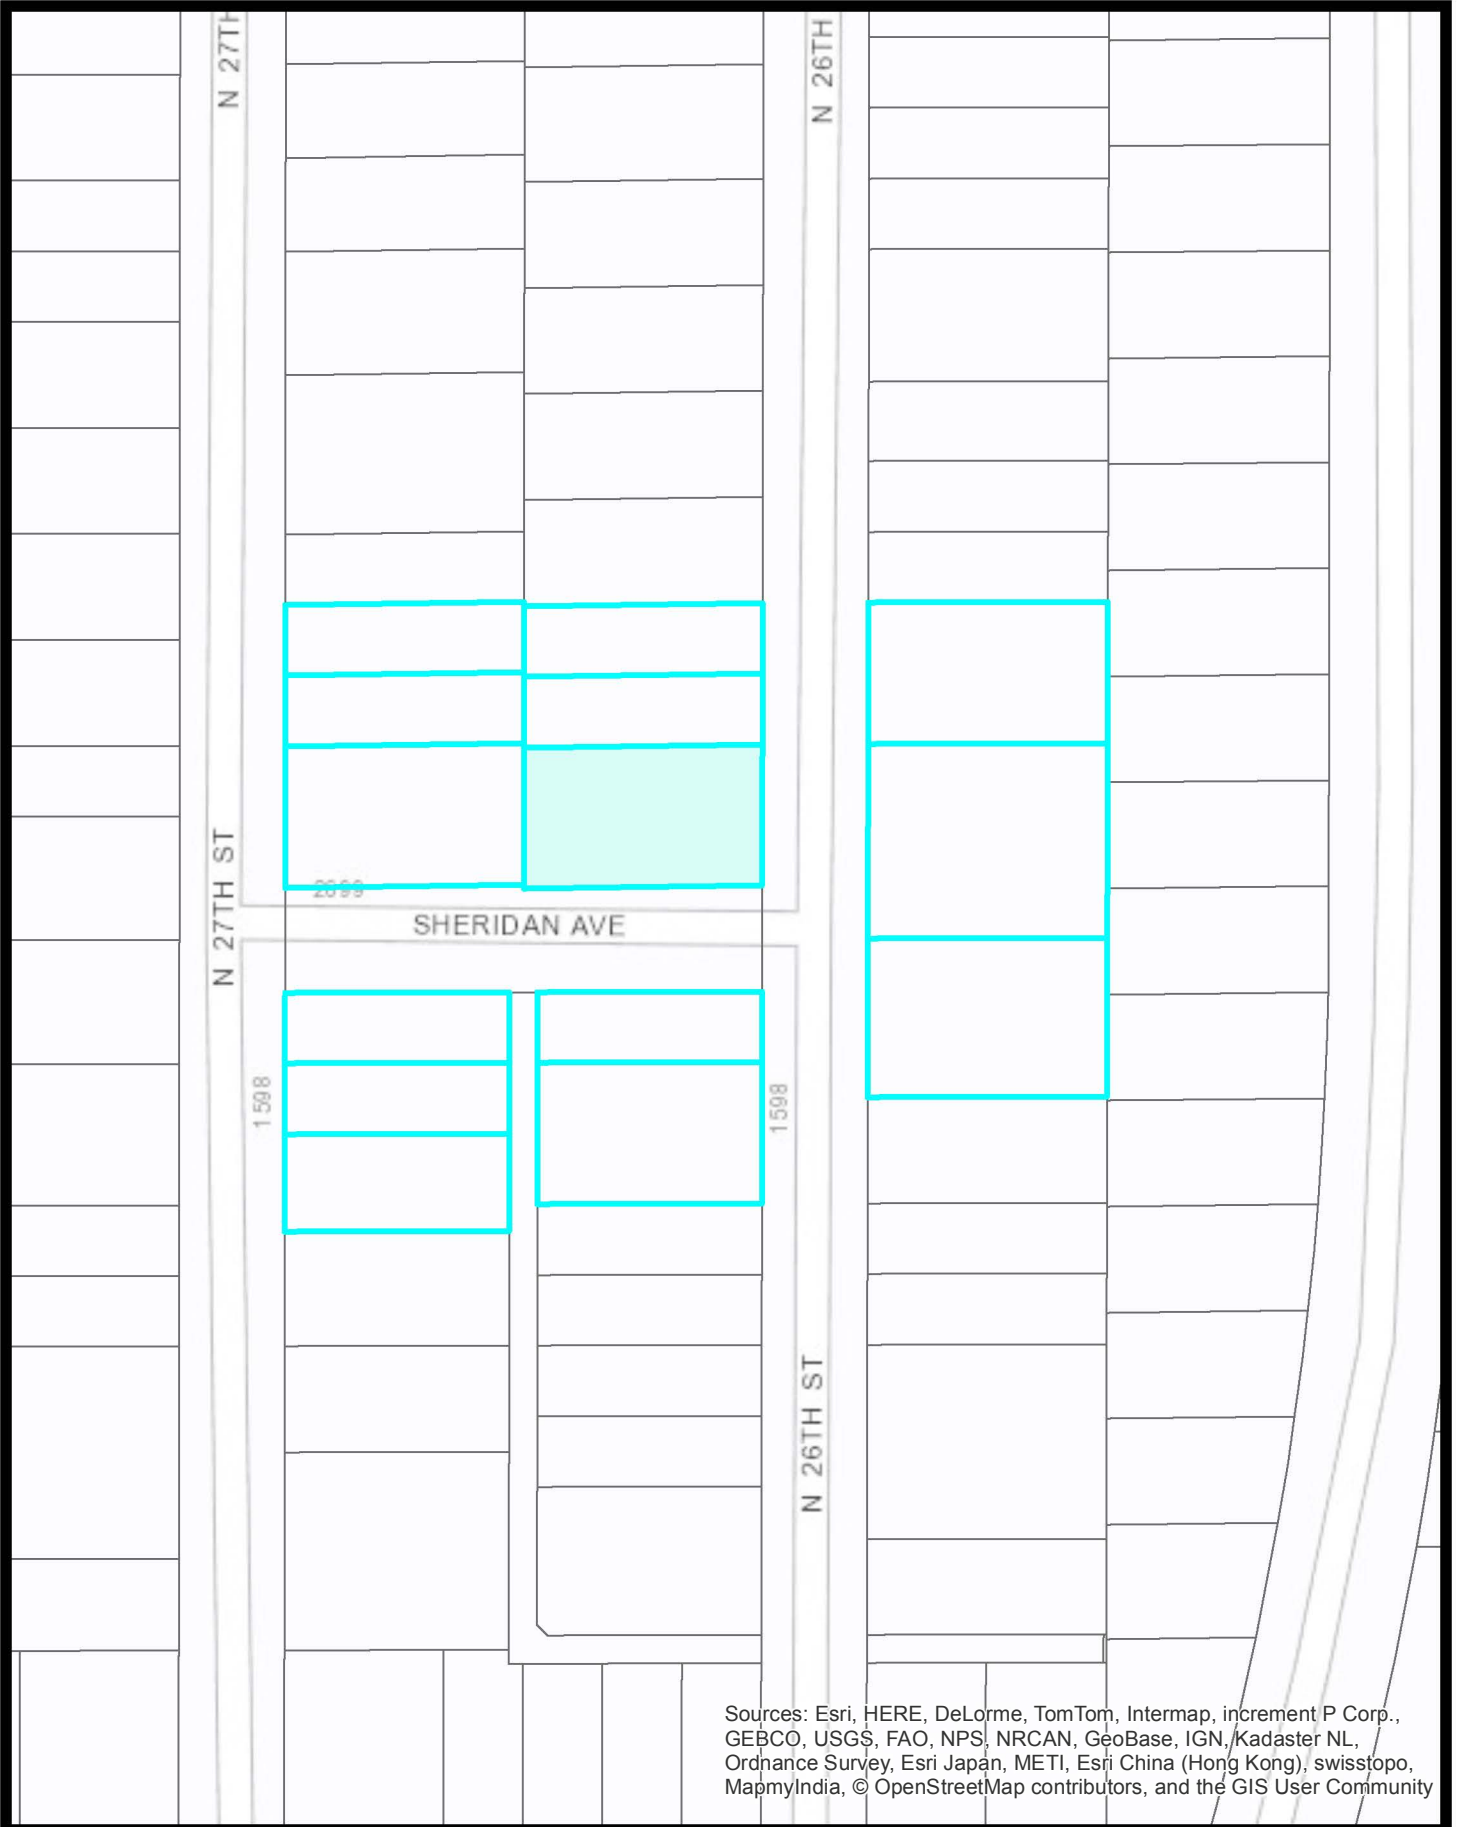 N 27TH
N 26TH
N 27TH ST
2699
SHERIDAN AVE
1598
1598
N 26TH ST
Sources: Esri, HERE, DeLorme, TomTom, Intermap, increment P Corp.,
GEBCO, USGS, FAO, NPS, NRCAN, GeoBase, IGN, Kadaster NL,
Ordnance Survey, Esri Japan, METI, Esri China (Hong Kong), swisstopo,
MapmyIndia, © OpenStreetMap contributors, and the GIS User Community